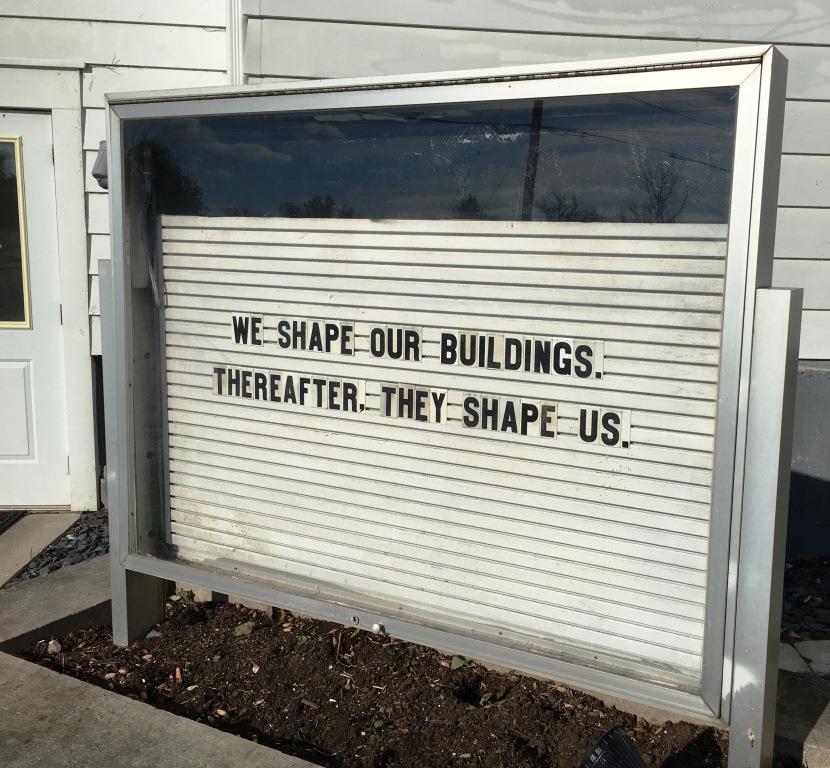 WE SHAPE OUR BUILDINGS.
THEREAFTER, THEY SHAPE US.